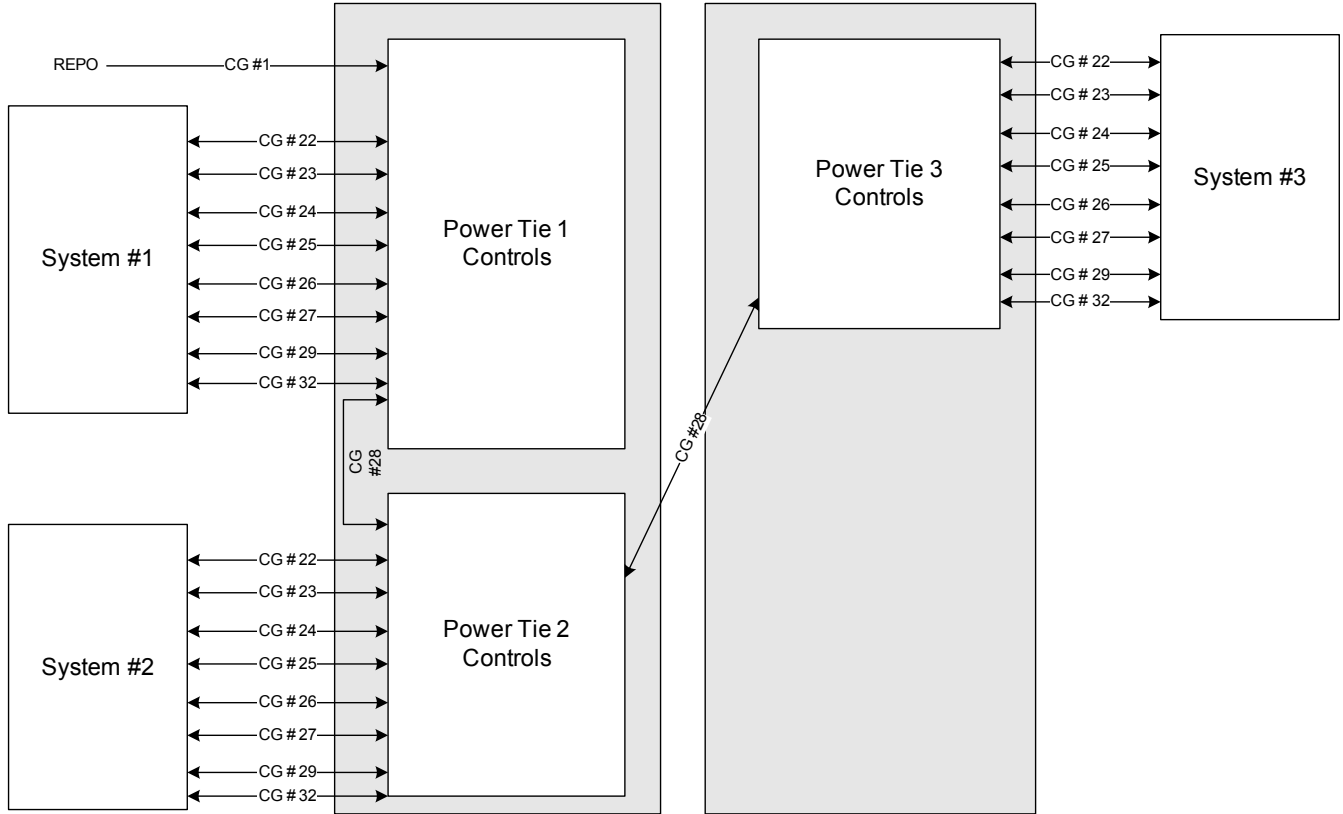 REPO
CG #1
CG # 22
CG # 23
CG # 24
CG # 25
CG # 26
CG # 27
CG # 29
CG # 32
System #1
Power Tie 1
Controls
CG
#28
CG # 22
CG # 23
CG # 24
CG # 25
CG # 26
CG # 27
CG # 29
CG # 32
System #2
Power Tie 2
Controls
CG #28
Power Tie 3
Controls
CG # 22
CG # 23
CG # 24
CG # 25
CG # 26
CG # 27
CG # 29
CG # 32
System #3